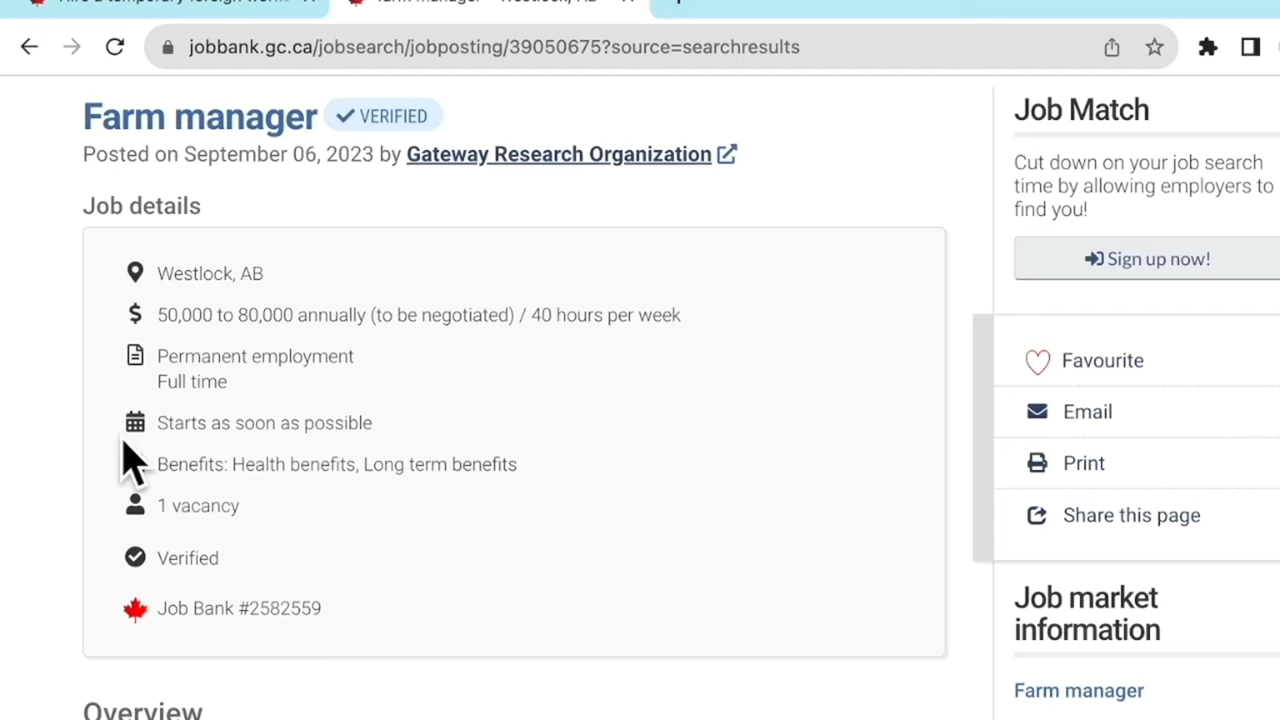 jobbank.gc.ca/jobsearch/jobposting/39050675?source=searchresults
Farm manager VERIFIED
Posted on September 06, 2023 by Gateway Research Organization
Job details
Westlock, AB
$ 50,000 to 80,000 annually (to be negotiated) / 40 hours per week
Permanent employment
Full time
Starts as soon as possible
Benefits: Health benefits, Long term benefits
1 vacancy
Verified
Job Bank #2582559
Overview
Job Match
Cut down on your job search
time by allowing employers to
find you!
Sign up now!
Favourite
Email
Print
Share this page
Job market
information
Farm manager